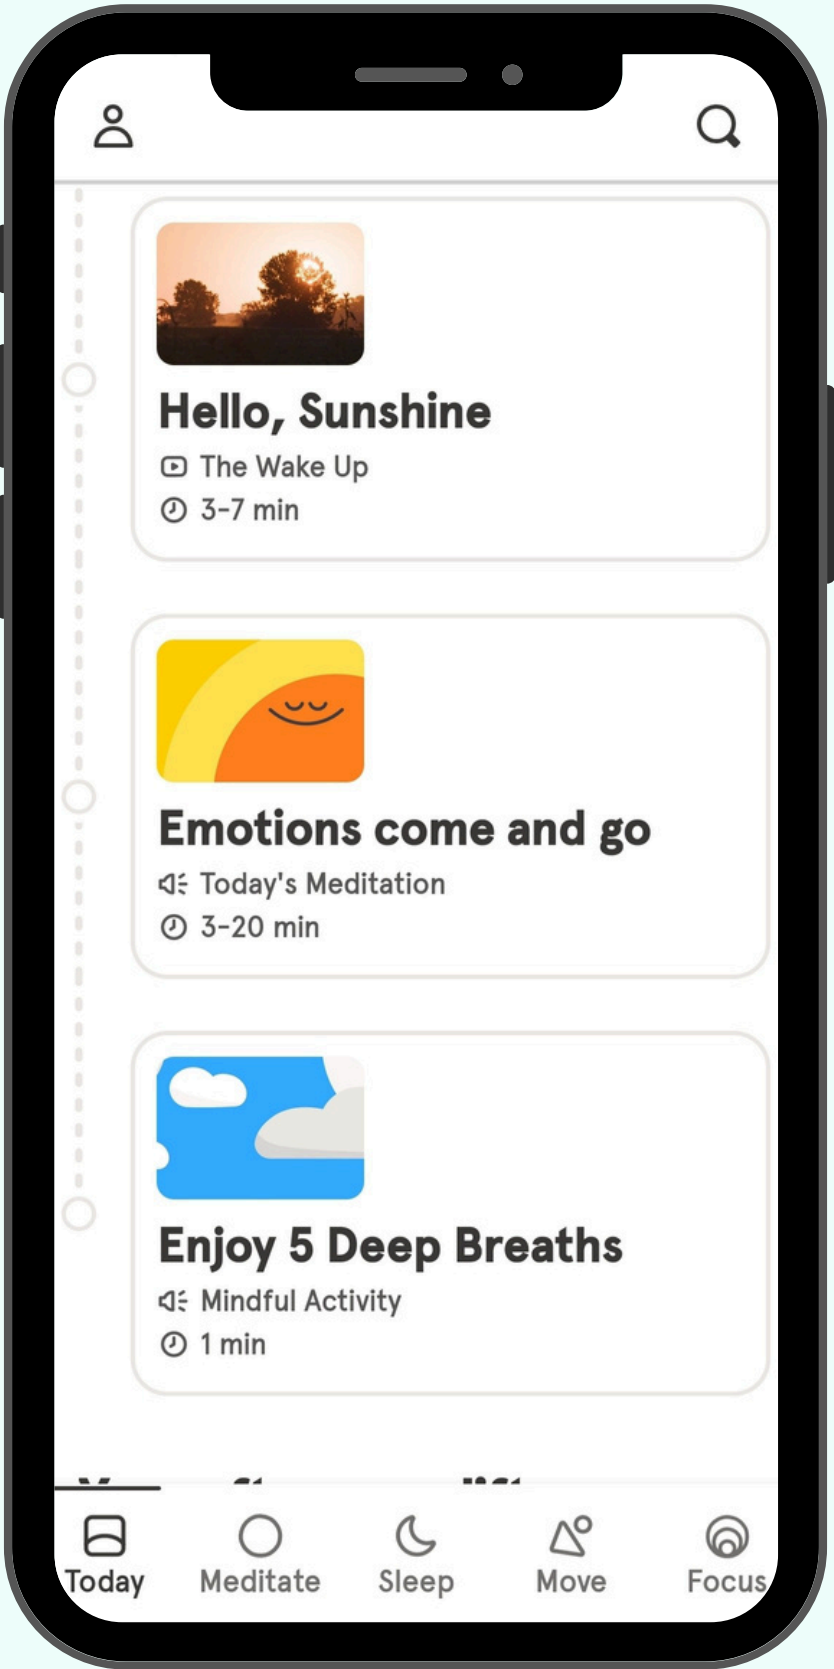 Hello, Sunshine
The Wake Up
3-7 min
Emotions come and go
Today's Meditation
3-20 min
Enjoy 5 Deep Breaths
Mindful Activity
1 min
Today Meditate Sleep Move Focus